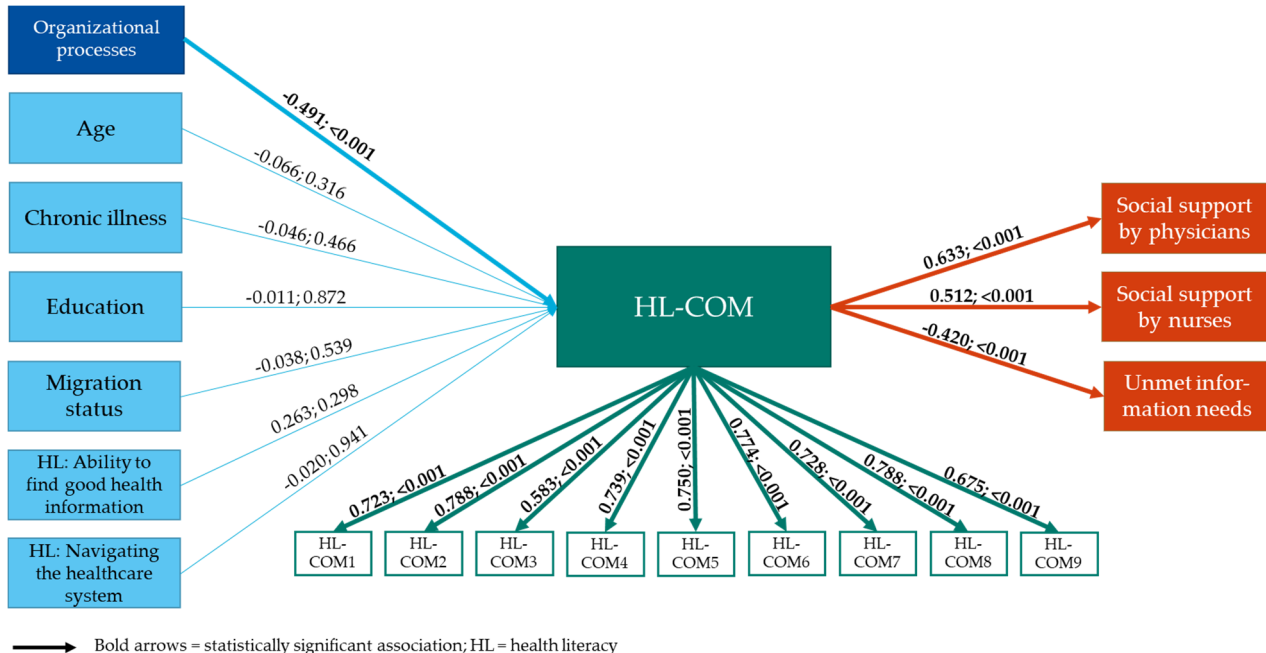 Organizational
processes
Age
Chronic illness
Education
Migration
status
HL: Ability to
find good health
information
HL: Navigating
the healthcare
system
-0.491; <0.001
-0.066; 0.316
-0.046; 0.466
-0.011; 0.872
-0.038; 0.539
0.263; 0.298
-0.020; 0.941
HL-COM
0.633; <0.001
0.512; <0.001
-0.420; <0.001
Social support
by physicians
Social support
by nurses
Unmet infor-
mation needs
0.723; <0.001
0.788; <0.001
0.583; <0.001
0.739; <0.001
0.750; <0.001
0.774; <0.001
0.728; <0.001
0.788; <0.001
0.675; <0.001
HL-
COM1
HL-
COM2
HL-
COM3
HL-
COM4
HL-
COM5
HL-
COM6
HL-
COM7
HL-
COM8
HL-
COM9
Bold arrows = statistically significant association; HL = health literacy